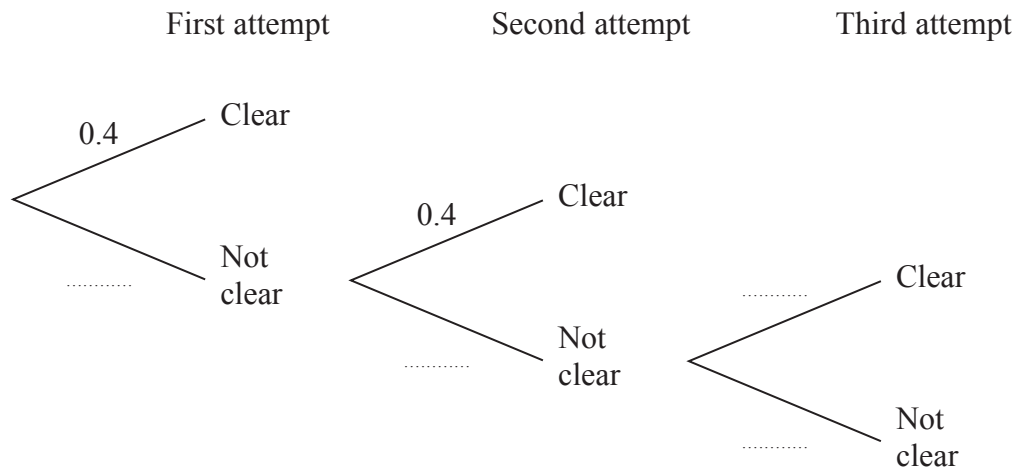 First attempt
Second attempt
Third attempt
0.4
Clear
Not
clear
0.4
Clear
Not
clear
Clear
Not
clear